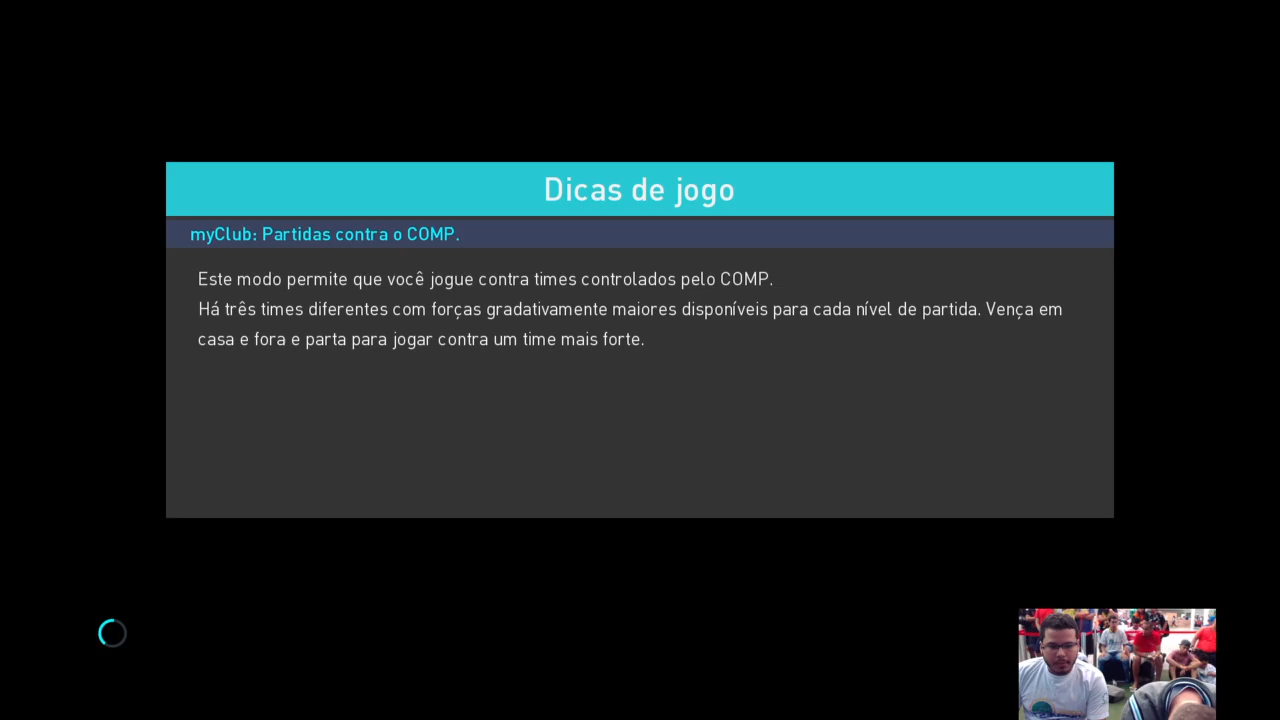 Dicas de jogo
myClub: Partidas contra o COMP.
Este modo permite que você jogue contra times controlados pelo COMP.
Há três times diferentes com forças gradativamente maiores disponíveis para cada nível de partida. Vença em
casa e fora e parta para jogar contra um time mais forte.